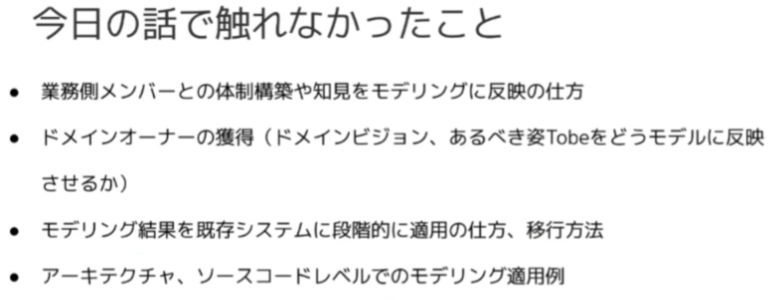 今日の話で触れなかったこと
● 業務側メンバーとの体制構築や知見をモデリングに反映の仕方
● ドメインオーナーの獲得（ドメインビジョン、あるべき姿Tobeをどうモデルに反映
させるか）
● モデリング結果を既存システムに段階的に適用の仕方、移行方法
● アーキテクチャ、ソースコードレベルでのモデリング適用例